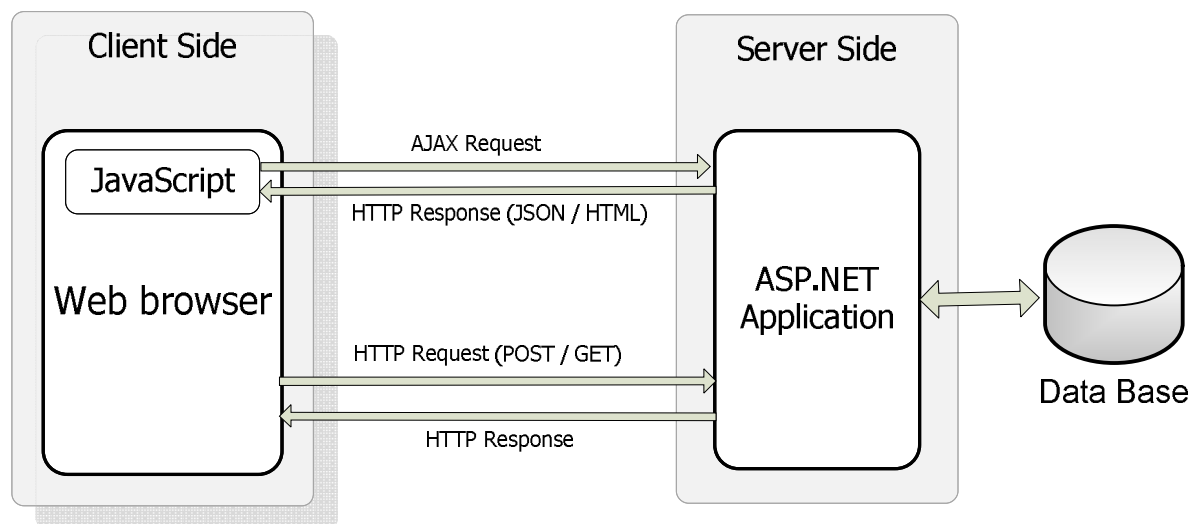 Client Side
Server Side
AJAX Request
JavaScript
HTTP Response (JSON / HTML)
Web browser
ASP.NET
Application
HTTP Request (POST / GET)
Data Base
HTTP Response